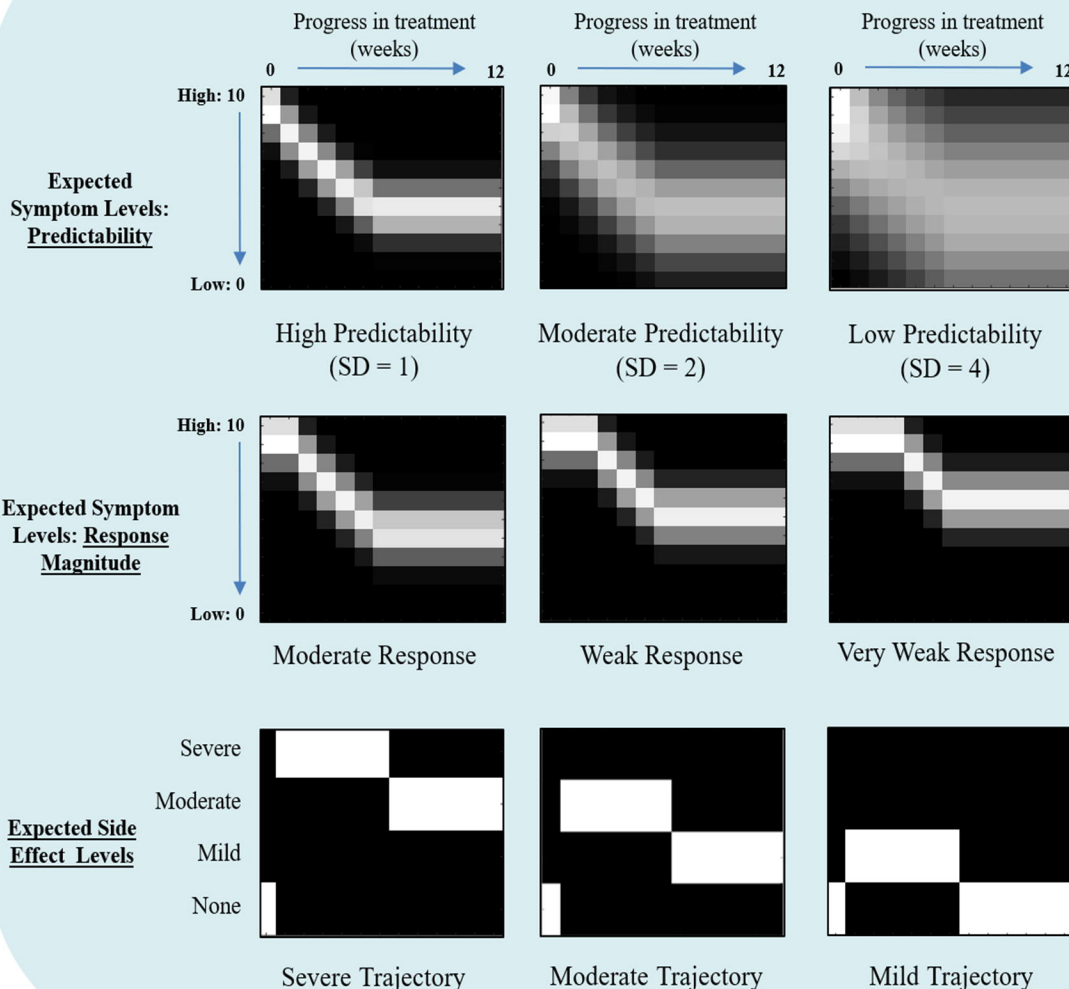 Progress in treatment
(weeks)
0 12
Progress in treatment
(weeks)
0 12
Progress in treatment
(weeks)
0 12
High: 10
Expected
Symptom Levels:
Predictability
Low: 0
High Predictability
(SD = 1)
Moderate Predictability
(SD = 2)
Low Predictability
(SD = 4)
High: 10
Expected Symptom
Levels: Response
Magnitude
Low: 0
Moderate Response
Weak Response
Very Weak Response
Severe
Moderate
Mild
None
Expected Side
Effect Levels
Severe Trajectory
Moderate Trajectory
Mild Trajectory